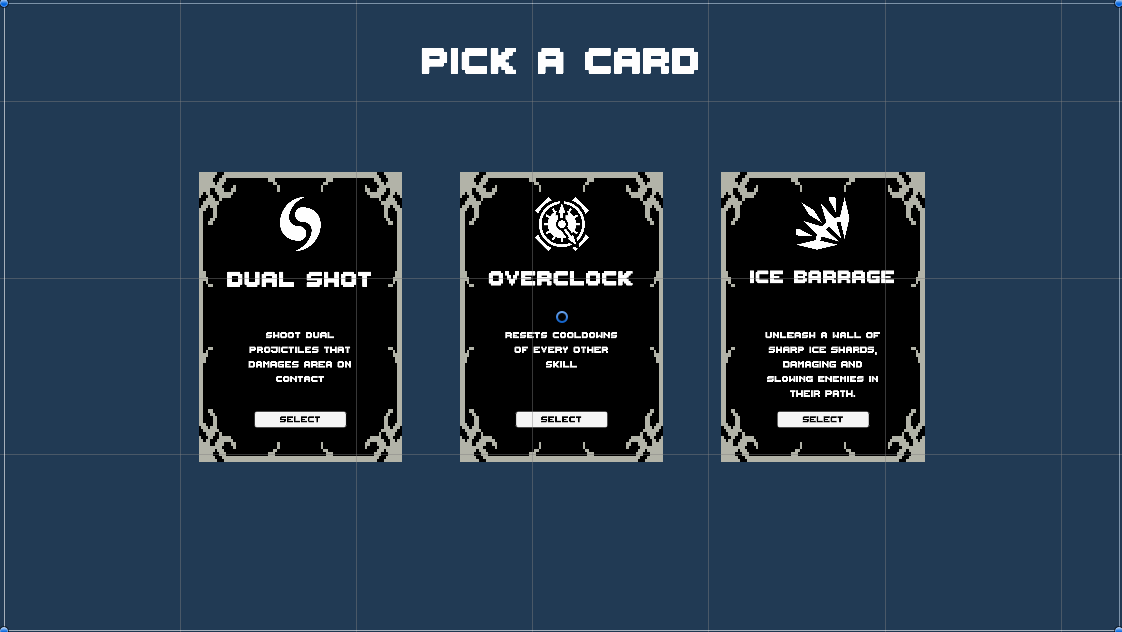 PICK A CARD
DUAL SHOT
SHOOT DUAL
PROJICTILES THAT
DAMAGES AREA ON
CONTACT
SELECT
OVERCLOCK
RESETS COOLDOWNS
OF EVERY OTHER
SKILL
SELECT
ICE BARRAGE
UNLEASH A WALL OF
SHARP ICE SHARDS,
DAMAGING AND
SLOWING ENEMIES IN
THEIR PATH.
SELECT